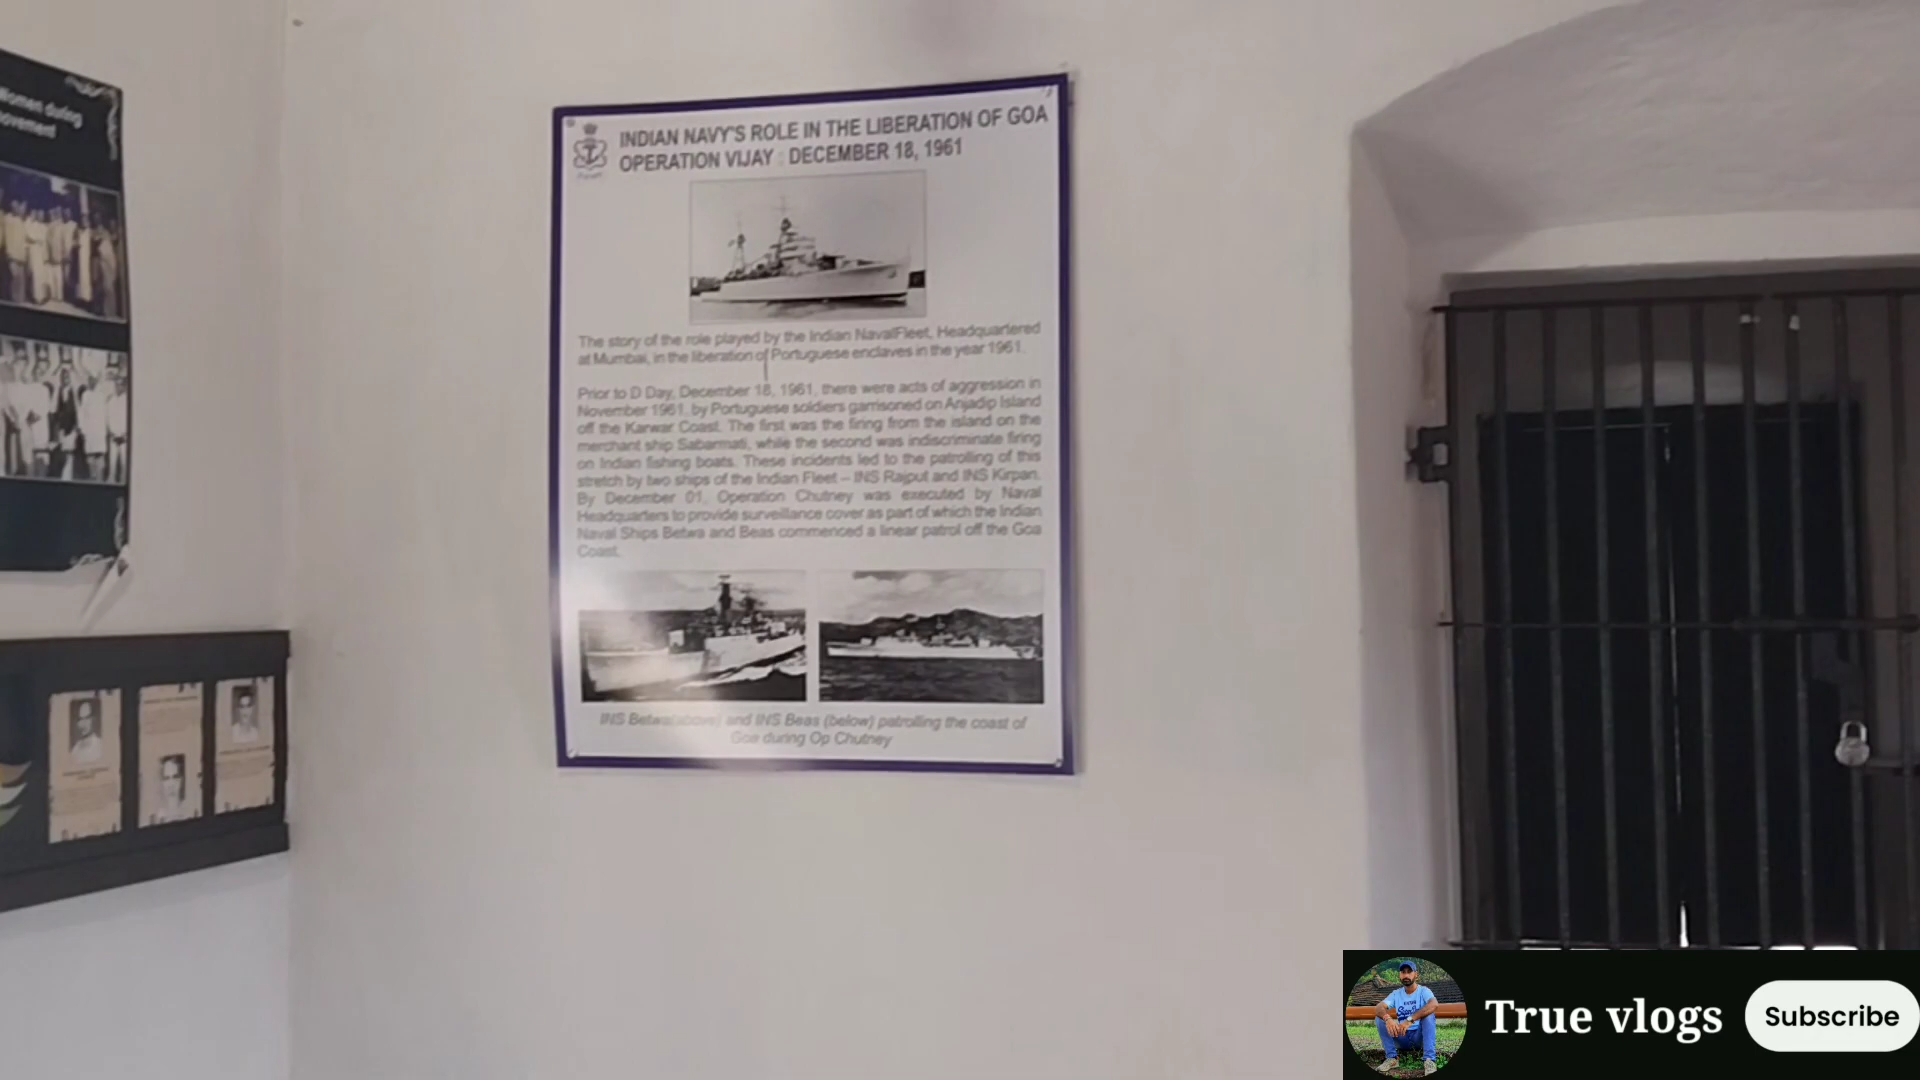 Women during
INDIAN NAVY'S ROLE IN THE LIBERATION OF GOA
OPERATION VIJAY : DECEMBER 18, 1961
The story of the role played by the Indian NavalFleet, Headquartered
at Mumbai, in the liberation of Portuguese enclaves in the year 1961.
Prior to D Day, December 18, 1961, there were acts of aggression in
November 1961, by Portuguese soldiers garrisoned on Anjadip Island
off the Karwar Coast. The first was the firing from the island on the
merchant ship Sabarmati, while the second was indiscriminate firing
on Indian fishing boats. These incidents led to the patrolling of this
stretch by two ships of the Indian Fleet – INS Rajput and INS Kirpan.
By December 01, Operation Chutney was executed by Naval
Headquarters to provide surveillance cover as part of which the Indian
Naval Ships Betwa and Beas commenced a linear patrol off the Goa
Coast.
INS Betwa(above) and INS Beas (below) patrolling the coast of
Goa during Op Chutney
True vlogs
Subscribe